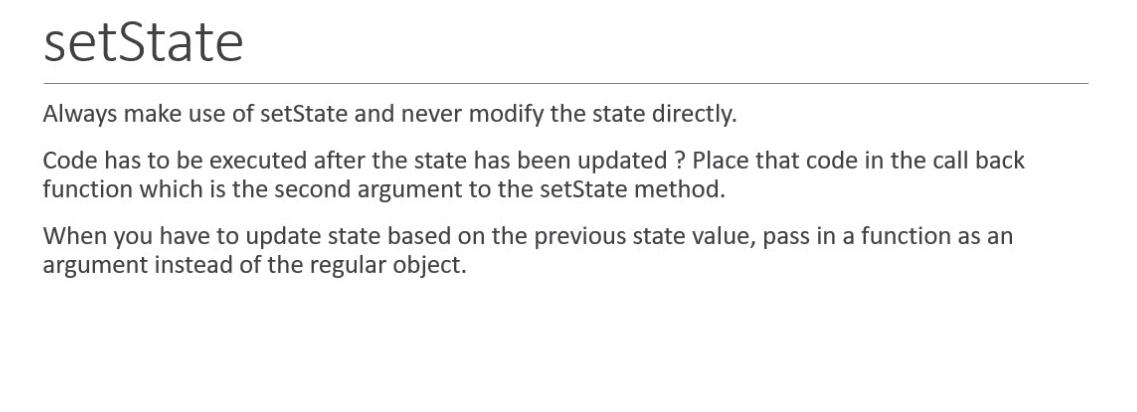 setState
Always make use of setState and never modify the state directly.
Code has to be executed after the state has been updated ? Place that code in the call back
function which is the second argument to the setState method.
When you have to update state based on the previous state value, pass in a function as an
argument instead of the regular object.